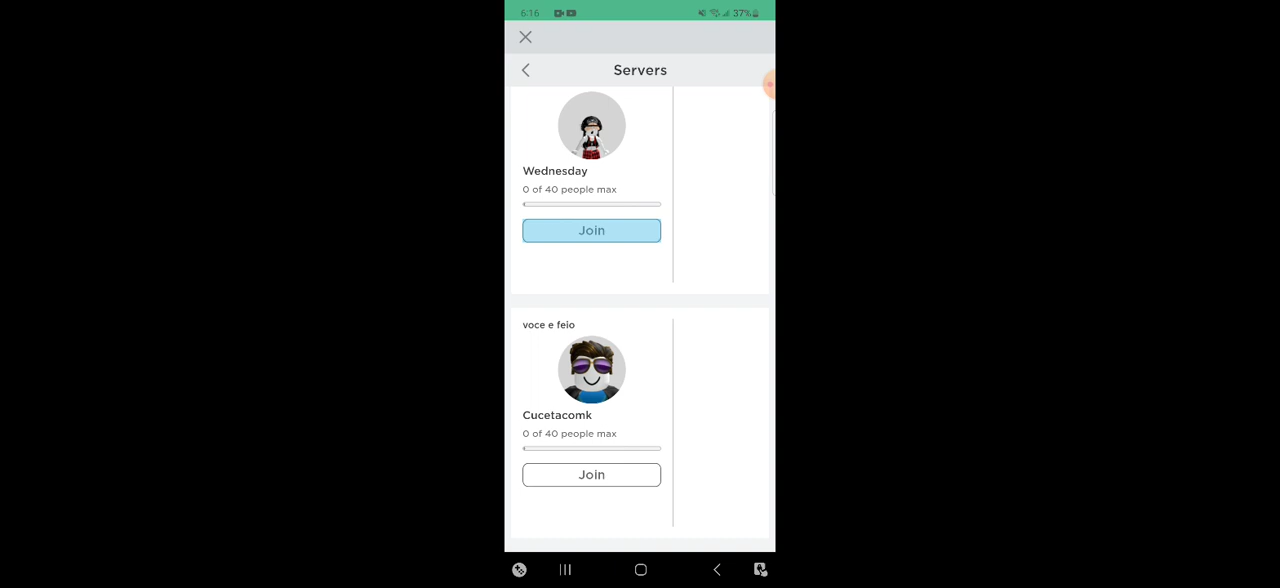 6:16
37%
Servers
Wednesday
0 of 40 people max
Join
voce e feio
Cucetacomk
0 of 40 people max
Join